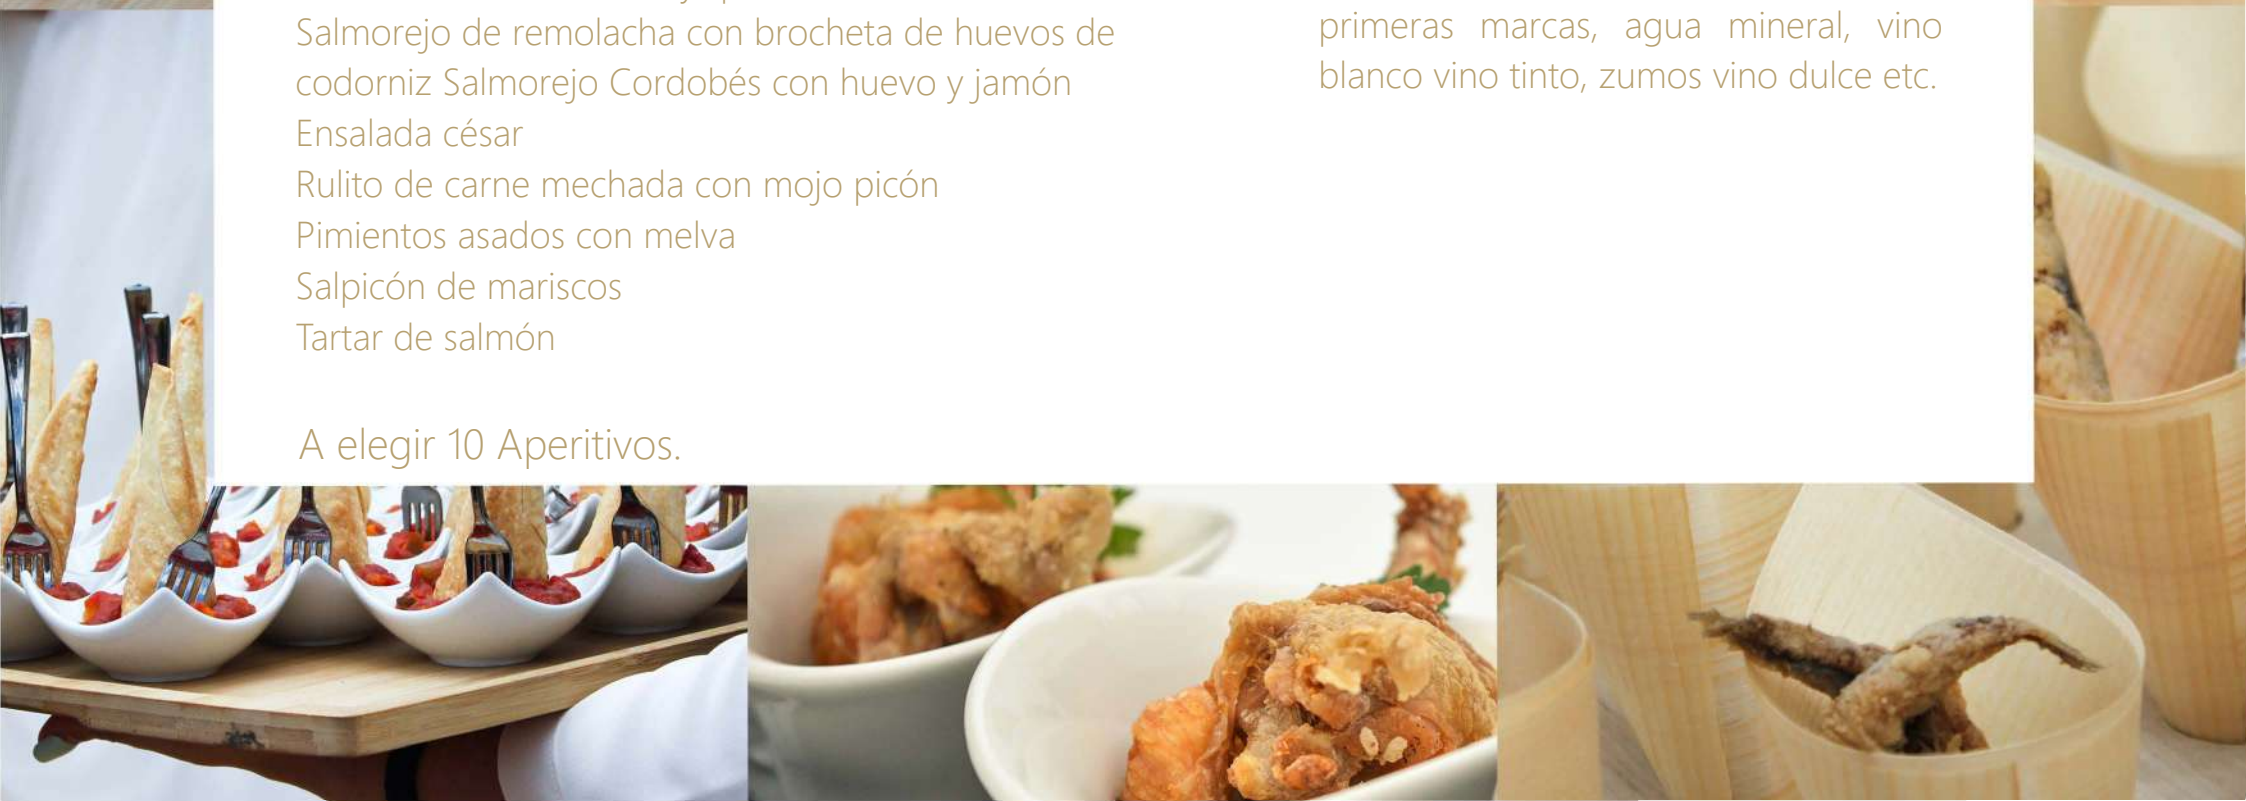 Salmorejo de remolacha con brocheta de huevos de
codorniz Salmorejo Cordobés con huevo y jamón
Ensalada césar
Rulito de carne mechada con mojo picón
Pimientos asados con melva
Salpicón de mariscos
Tartar de salmón
A elegir 10 Aperitivos.
primeras marcas, agua mineral, vino
blanco vino tinto, zumos vino dulce etc.